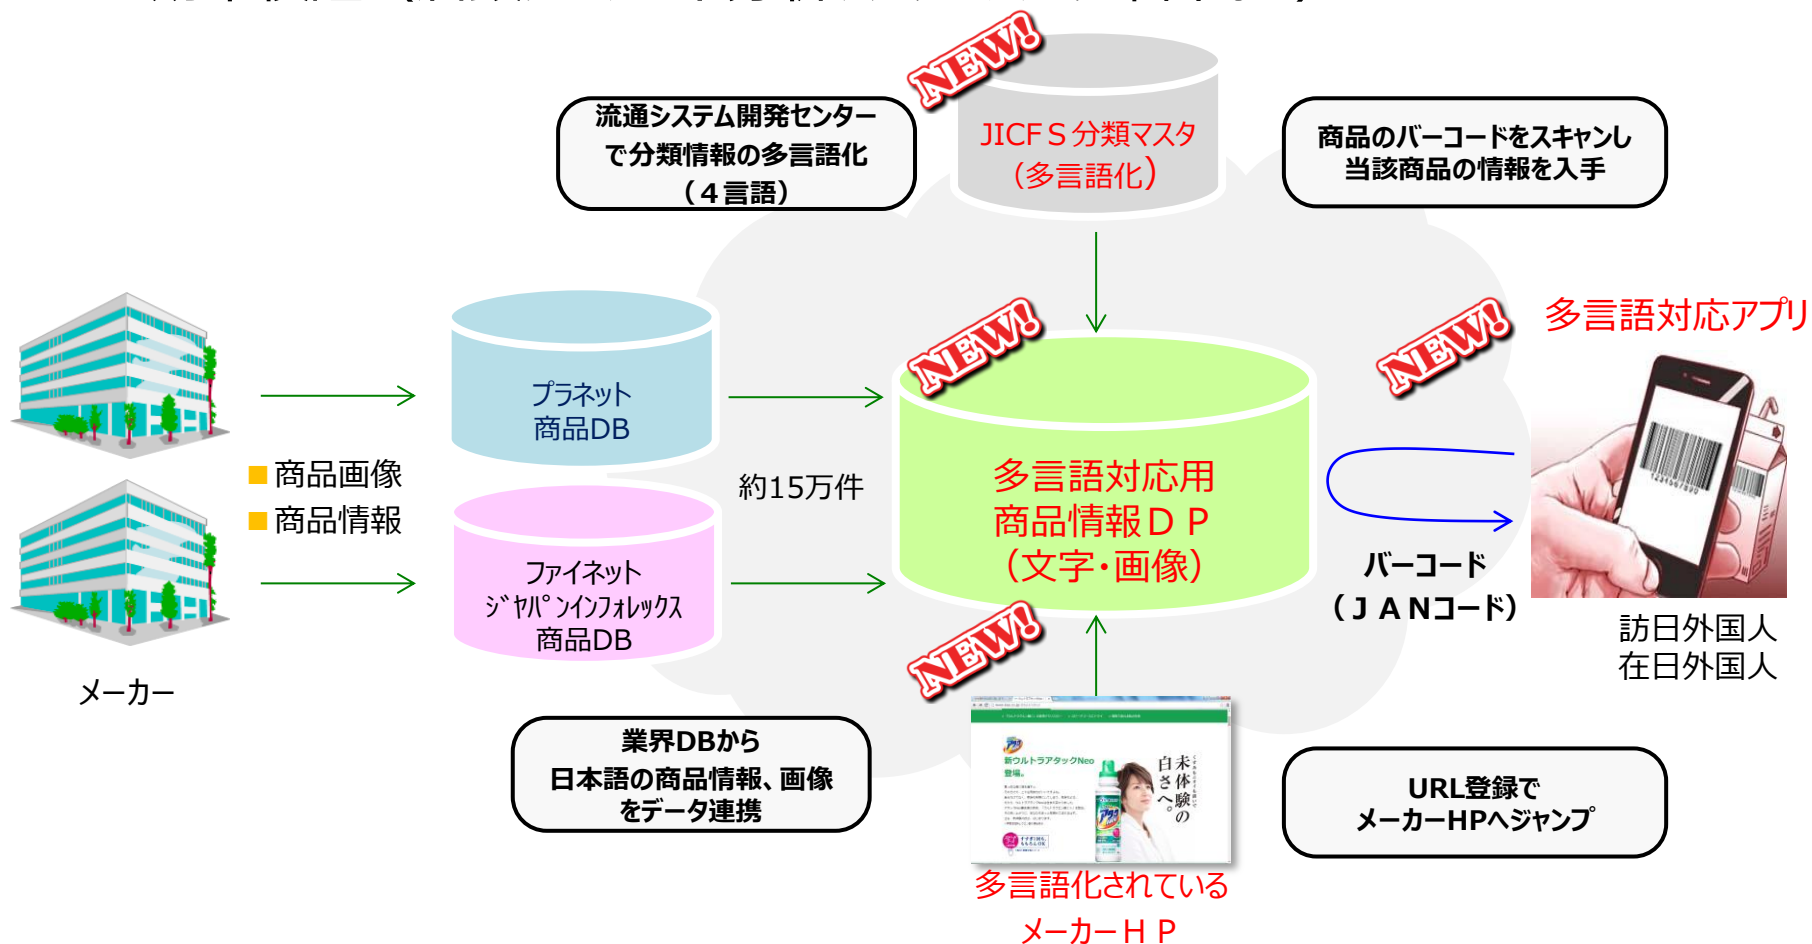 NEW!
流通システム開発センター
で分類情報の多言語化
（４言語）
JICFＳ分類マスタ
（多言語化）
商品のバーコードをスキャンし
当該商品の情報を入手
NEW!
NEW!
多言語対応アプリ
プラネット
商品DB
■商品画像
■商品情報
約15万件
多言語対応用
商品情報ＤＰ
（文字・画像）
ファイネット
ジャパンインフォレックス
商品DB
バーコード
（ＪＡＮコード）
1234567890
訪日外国人
在日外国人
メーカー
NEW!
業界DBから
日本語の商品情報、画像
をデータ連携
アタック
新ウルトラアタックNeo
登場。
未体験の
白さへ。
URL登録で
メーカーHPへジャンプ
多言語化されている
メーカーＨＰ